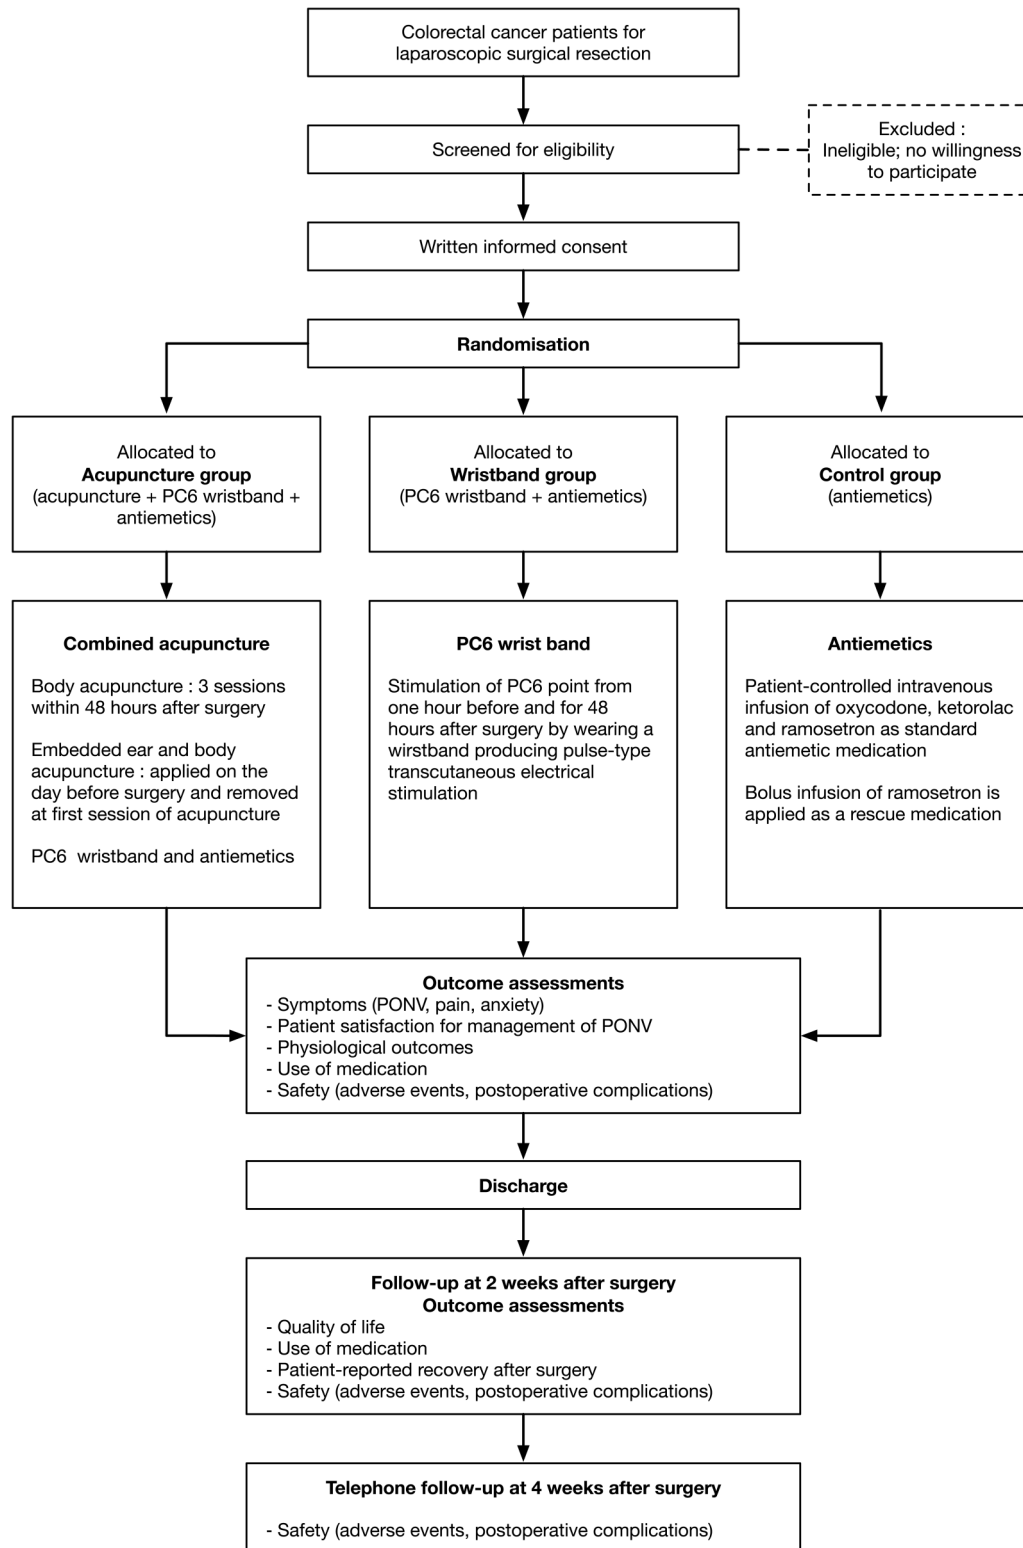 Colorectal cancer patients for
laparoscopic surgical resection
Screened for eligibility
Excluded :
Ineligible; no willingness
to participate
Written informed consent
Randomisation
Allocated to
Acupuncture group
(acupuncture + PC6 wristband +
antiemetics)
Allocated to
Wristband group
(PC6 wristband + antiemetics)
Allocated to
Control group
(antiemetics)
Combined acupuncture
Body acupuncture : 3 sessions
within 48 hours after surgery
Embedded ear and body
acupuncture : applied on the
day before surgery and removed
at first session of acupuncture
PC6 wristband and antiemetics
PC6 wrist band
Stimulation of PC6 point from
one hour before and for 48
hours after surgery by wearing a
wirstband producing pulse-type
transcutaneous electrical
stimulation
Antiemetics
Patient-controlled intravenous
infusion of oxycodone, ketorolac
and ramosetron as standard
antiemetic medication
Bolus infusion of ramosetron is
applied as a rescue medication
Outcome assessments
- Symptoms (PONV, pain, anxiety)
- Patient satisfaction for management of PONV
- Physiological outcomes
- Use of medication
- Safety (adverse events, postoperative complications)
Discharge
Follow-up at 2 weeks after surgery
Outcome assessments
- Quality of life
- Use of medication
- Patient-reported recovery after surgery
- Safety (adverse events, postoperative complications)
Telephone follow-up at 4 weeks after surgery
- Safety (adverse events, postoperative complications)